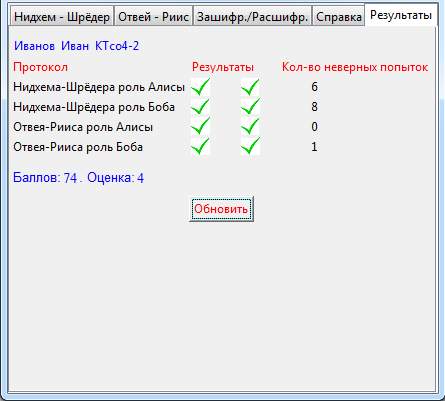 Нидхем - Шрёдер Отвей - Риис Зашифр./Расшифр. Справка Результаты
Иванов Иван КТсо4-2
Протокол Результаты Кол-во неверных попыток
Нидхема-Шрёдера роль Алисы 6
Нидхема-Шрёдера роль Боба 8
Отвея-Рииса роль Алисы 0
Отвея-Рииса роль Боба 1
Баллов: 74 . Оценка: 4
Обновить